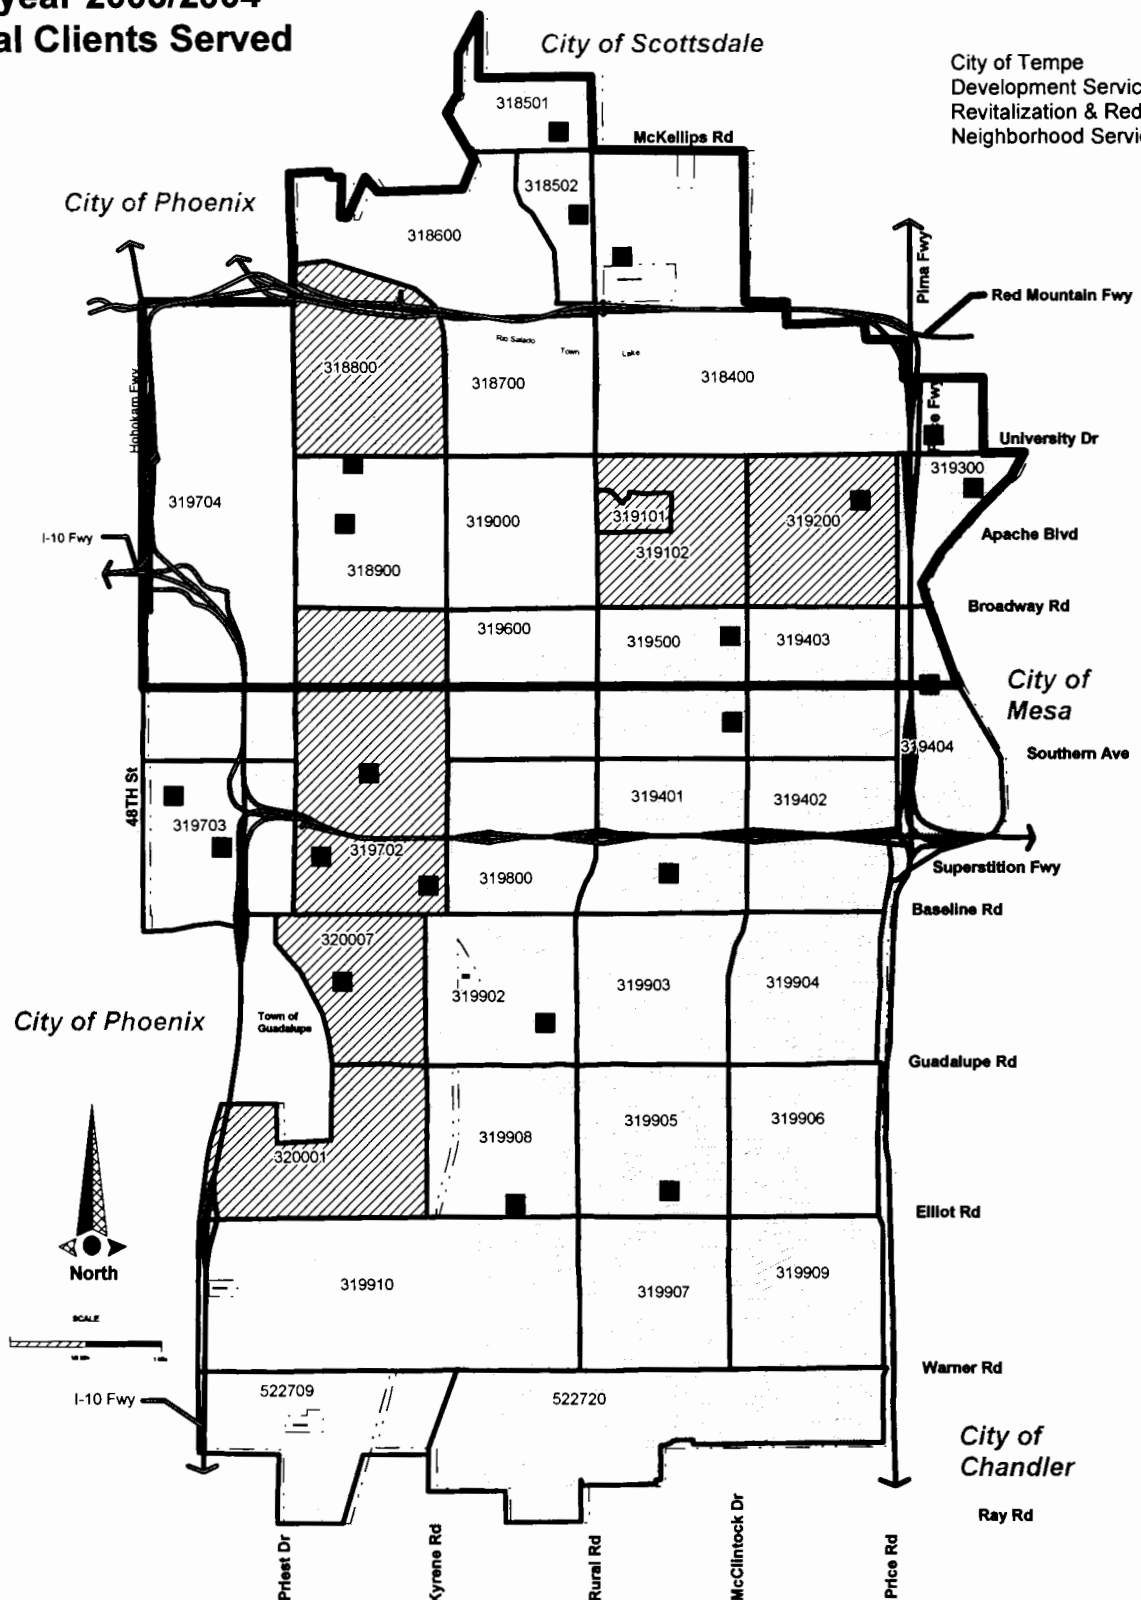 year 2003/2004
al Clients Served
City of Scottsdale
City of Tempe
Development Servic
Revitalization & Red
Neighborhood Servi
318501
McKellips Rd
318502
City of Phoenix
318600
Pima Fwy
Red Mountain Fwy
Rio Salado
Town
Lake
318800
318700
318400
Hohokam Fwy
University Dr
319300
319704
319000
319101
319200
Apache Blvd
I-10 Fwy
319102
318900
Broadway Rd
319600
319500
319403
City of
Mesa
319404
Southern Ave
48TH St
319401
319402
319703
319702
Superstition Fwy
319800
Baseline Rd
320007
319902
319903
319904
City of Phoenix
Town of
Guadalupe
Guadalupe Rd
319908
319905
319906
320001
Elliot Rd
North
319910
319907
319909
SCALE
Warner Rd
I-10 Fwy
522709
522720
City of
Chandler
Ray Rd
Priest Dr
Kyrene Rd
Rural Rd
McClintock Dr
Price Rd